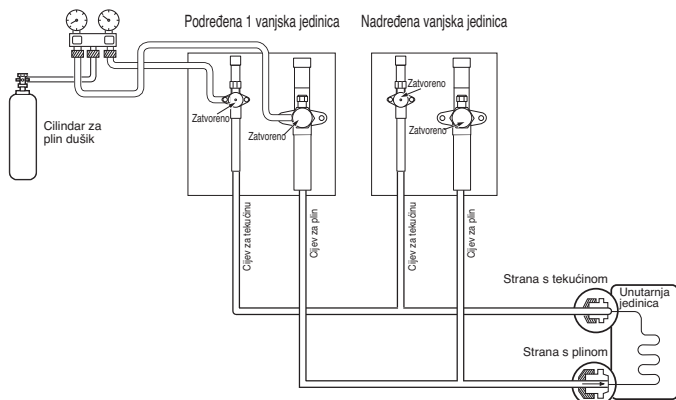 Podređena 1 vanjska jedinica
Nadređena vanjska jedinica
Zatvoreno
Zatvoreno
Zatvoreno
Zatvoreno
Cilindar za
plin dušik
Cijev za tekućinu
Cijev za plin
Cijev za tekućinu
Cijev za plin
Strana s tekućinom
Unutarnja
jedinica
Strana s plinom